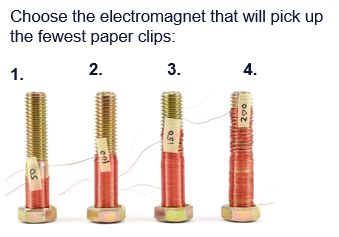 Choose the electromagnet that will pick up
the fewest paper clips:
1. 2. 3. 4.
50 100 150 200